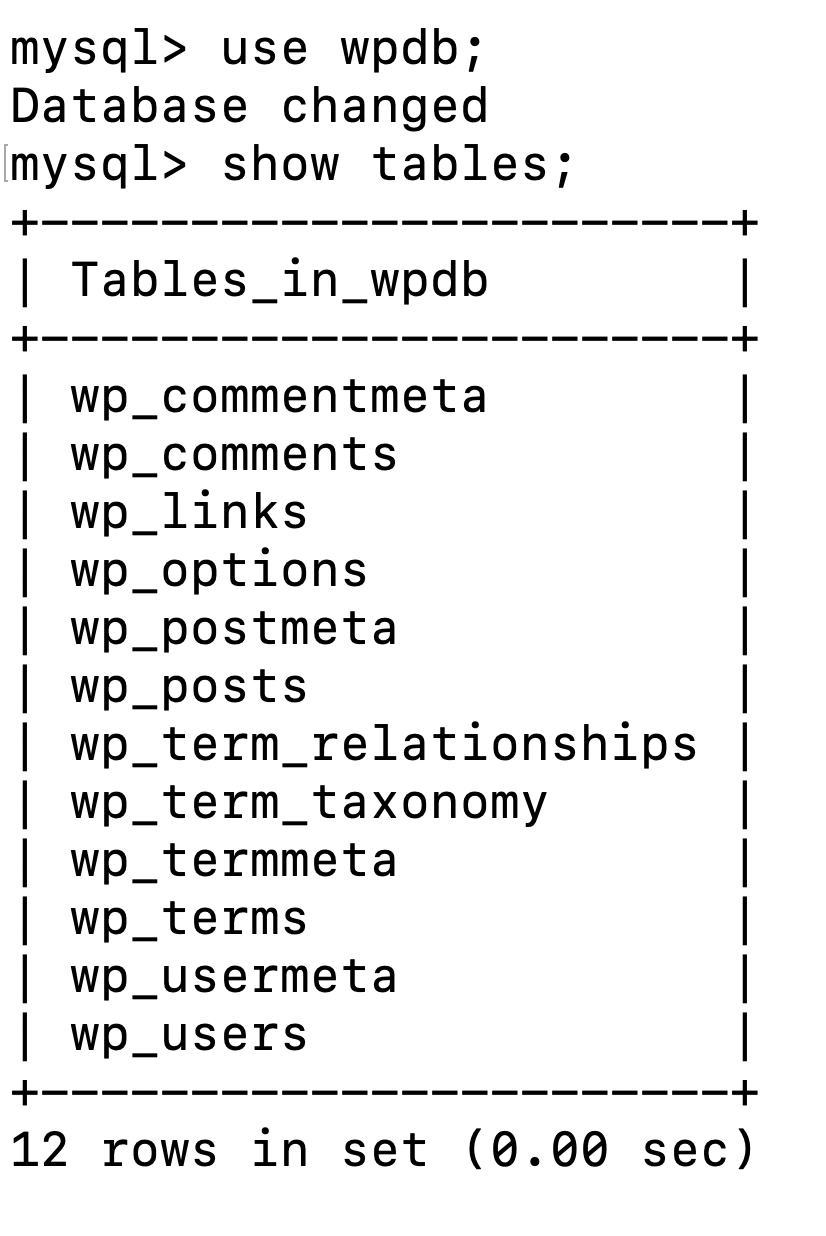 mysql> use wpdb;
Database changed
mysql> show tables;
+-----------------------+
| Tables_in_wpdb        |
+-----------------------+
| wp_commentmeta        |
| wp_comments           |
| wp_links              |
| wp_options            |
| wp_postmeta           |
| wp_posts              |
| wp_term_relationships |
| wp_term_taxonomy      |
| wp_termmeta           |
| wp_terms              |
| wp_usermeta           |
| wp_users              |
+-----------------------+
12 rows in set (0.00 sec)